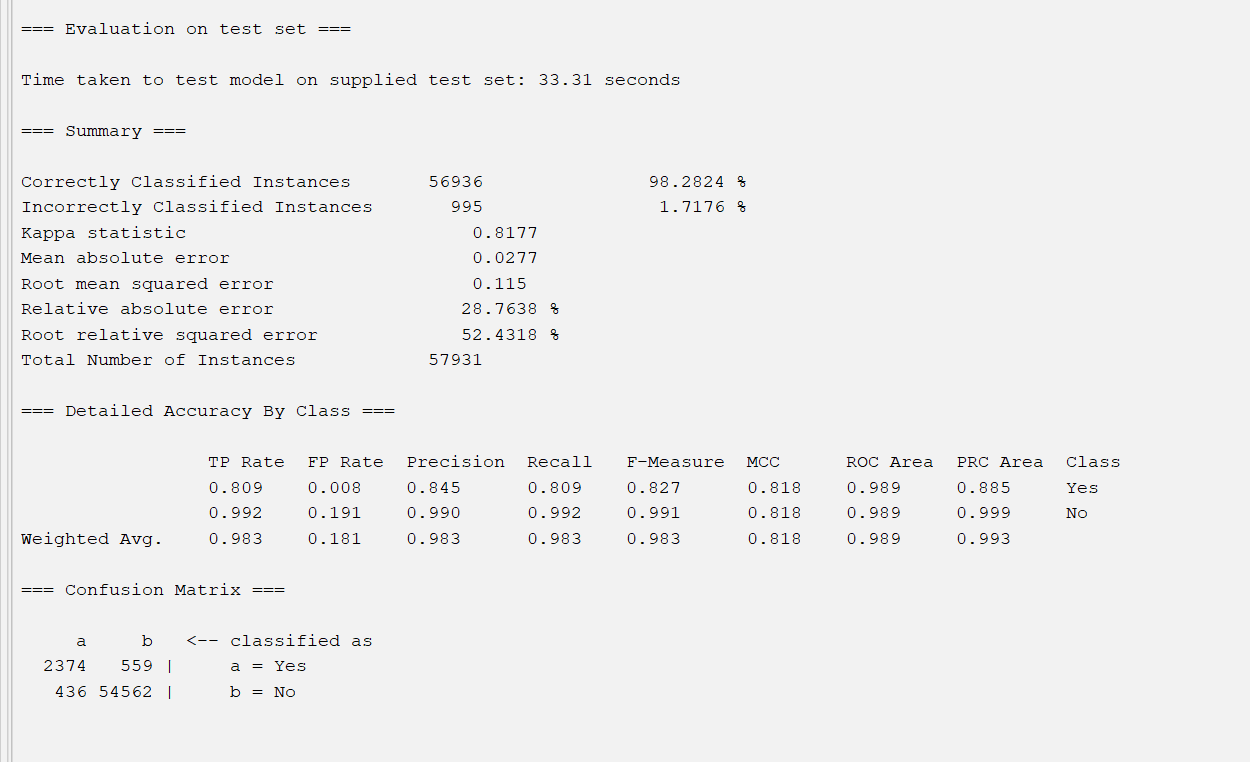 === Evaluation on test set ===
Time taken to test model on supplied test set: 33.31 seconds
=== Summary ===
Correctly Classified Instances       56936               98.2824 %
Incorrectly Classified Instances       995                1.7176 %
Kappa statistic                          0.8177
Mean absolute error                      0.0277
Root mean squared error                  0.115
Relative absolute error                 28.7638 %
Root relative squared error             52.4318 %
Total Number of Instances            57931
=== Detailed Accuracy By Class ===
                 TP Rate  FP Rate  Precision  Recall   F-Measure  MCC      ROC Area  PRC Area  Class
                 0.809    0.008    0.845      0.809    0.827      0.818    0.989     0.885     Yes
                 0.992    0.191    0.990      0.992    0.991      0.818    0.989     0.999     No
Weighted Avg.    0.983    0.181    0.983      0.983    0.983      0.818    0.989     0.993
=== Confusion Matrix ===
     a     b   <-- classified as
  2374   559 |     a = Yes
   436 54562 |     b = No